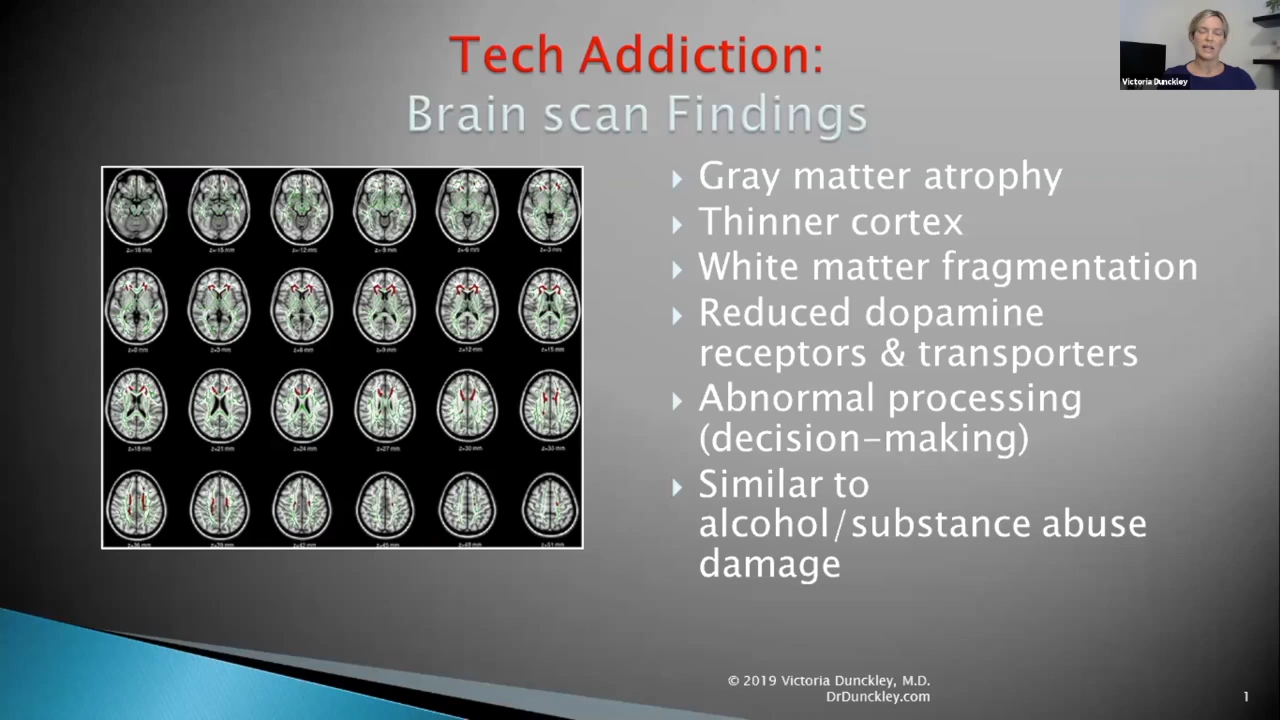 Tech Addiction:
Brain scan Findings
Victoria Dunckley
Gray matter atrophy
Thinner cortex
White matter fragmentation
Reduced dopamine
receptors & transporters
Abnormal processing
(decision-making)
Similar to
alcohol/substance abuse
damage
© 2019 Victoria Dunckley, M.D.
DrDunckley.com
1